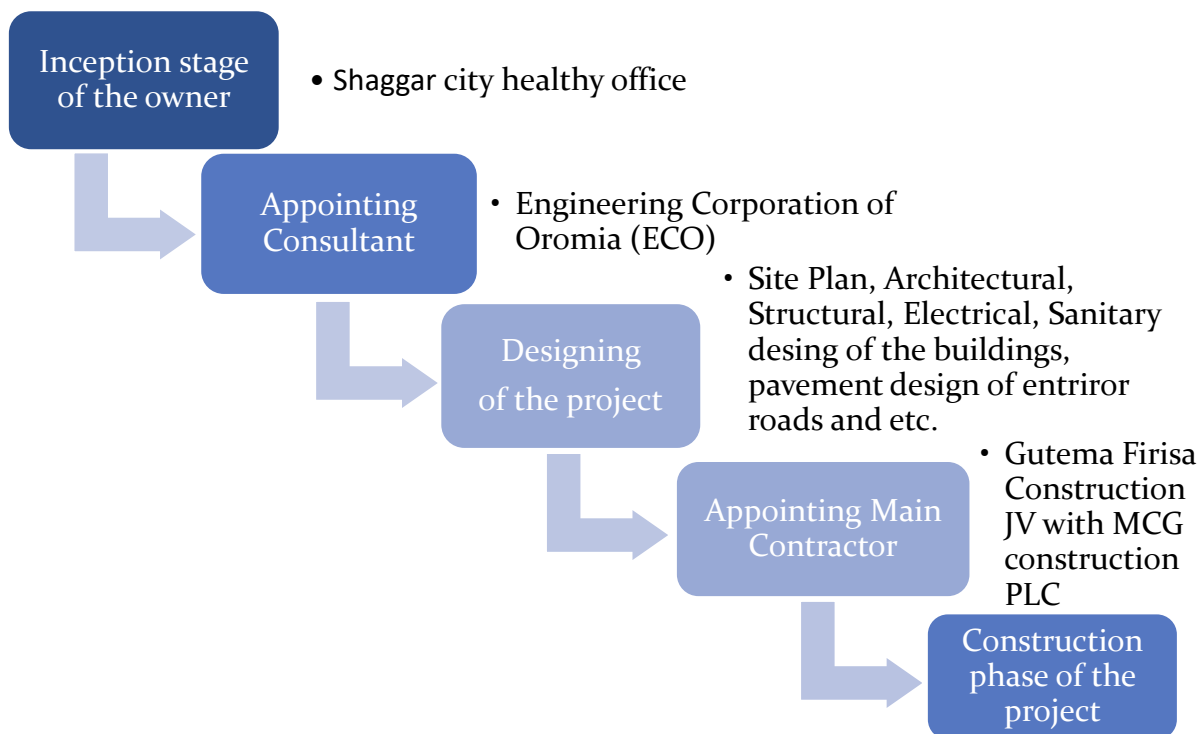 Inception stage
of the owner
• Shaggar city healthy office
Appointing
Consultant
• Engineering Corporation of
Oromia (ECO)
Designing
of the project
• Site Plan, Architectural,
Structural, Electrical, Sanitary
desing of the buildings,
pavement design of entriror
roads and etc.
Appointing Main
Contractor
• Gutema Firisa
Construction
JV with MCG
construction
PLC
Construction
phase of the
project